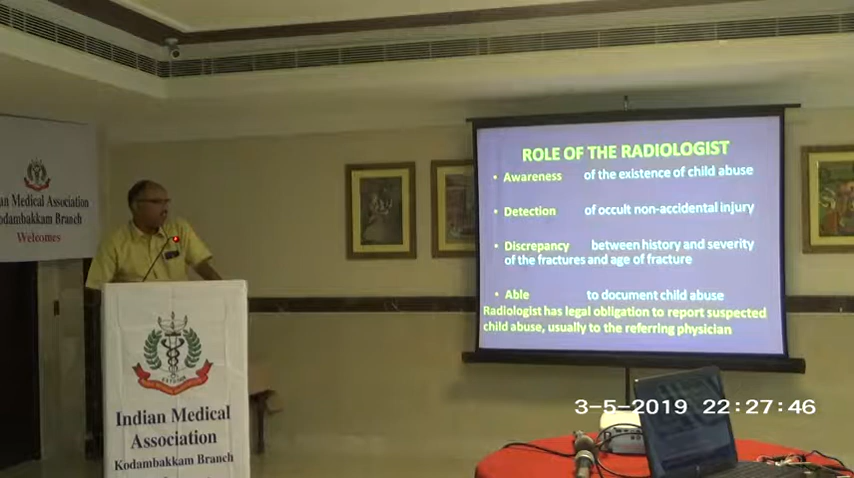 an Medical Association
Kodambakkam Branch
Welcomes
ROLE OF THE RADIOLOGIST
• Awareness of the existence of child abuse
• Detection of occult non-accidental injury
• Discrepancy between history and severity
of the fractures and age of fracture
• Able to document child abuse
Radiologist has legal obligation to report suspected
child abuse, usually to the referring physician
3-5-2019 22:27:46
Indian Medical
Association
Kodambakkam Branch